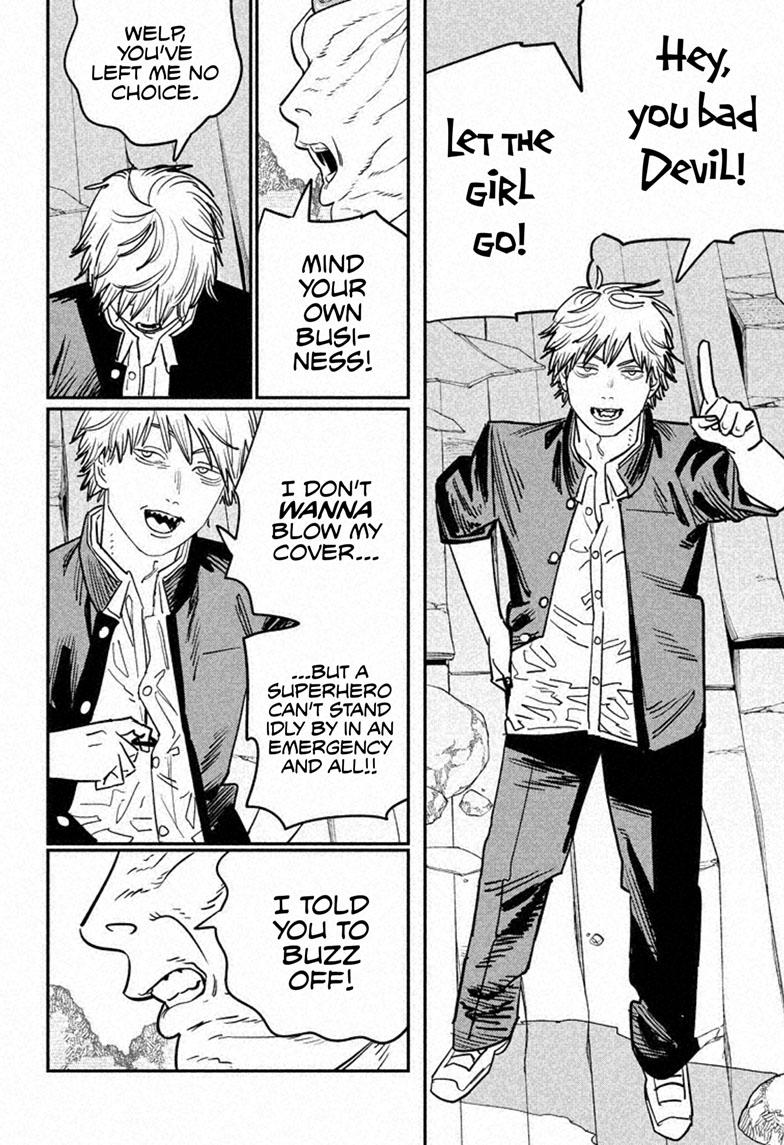 Hey,
you bad
Devil!
Let the
girl
go!
MIND
YOUR
OWN
BUSI-
NESS!
WELP,
YOU'VE
LEFT ME NO
CHOICE.
I DON'T
WANNA
BLOW MY
COVER...
...BUT A
SUPERHERO
CAN'T STAND
IDLY BY IN AN
EMERGENCY
AND ALL!!
I TOLD
YOU TO
BUZZ
OFF!